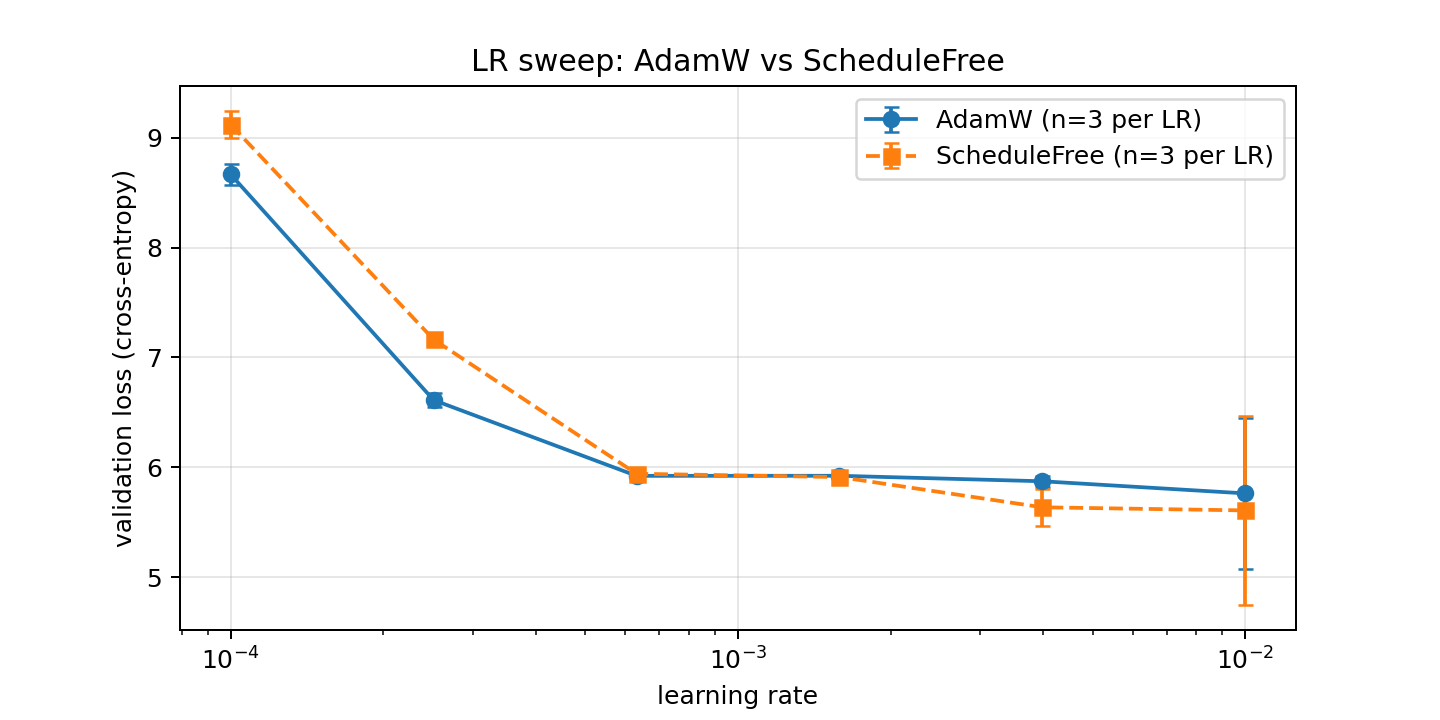 LR sweep: AdamW vs ScheduleFree
AdamW (n=3 per LR)
ScheduleFree (n=3 per LR)
validation loss (cross-entropy)
9
8
7
6
5
10⁻⁴
10⁻³
10⁻²
learning rate